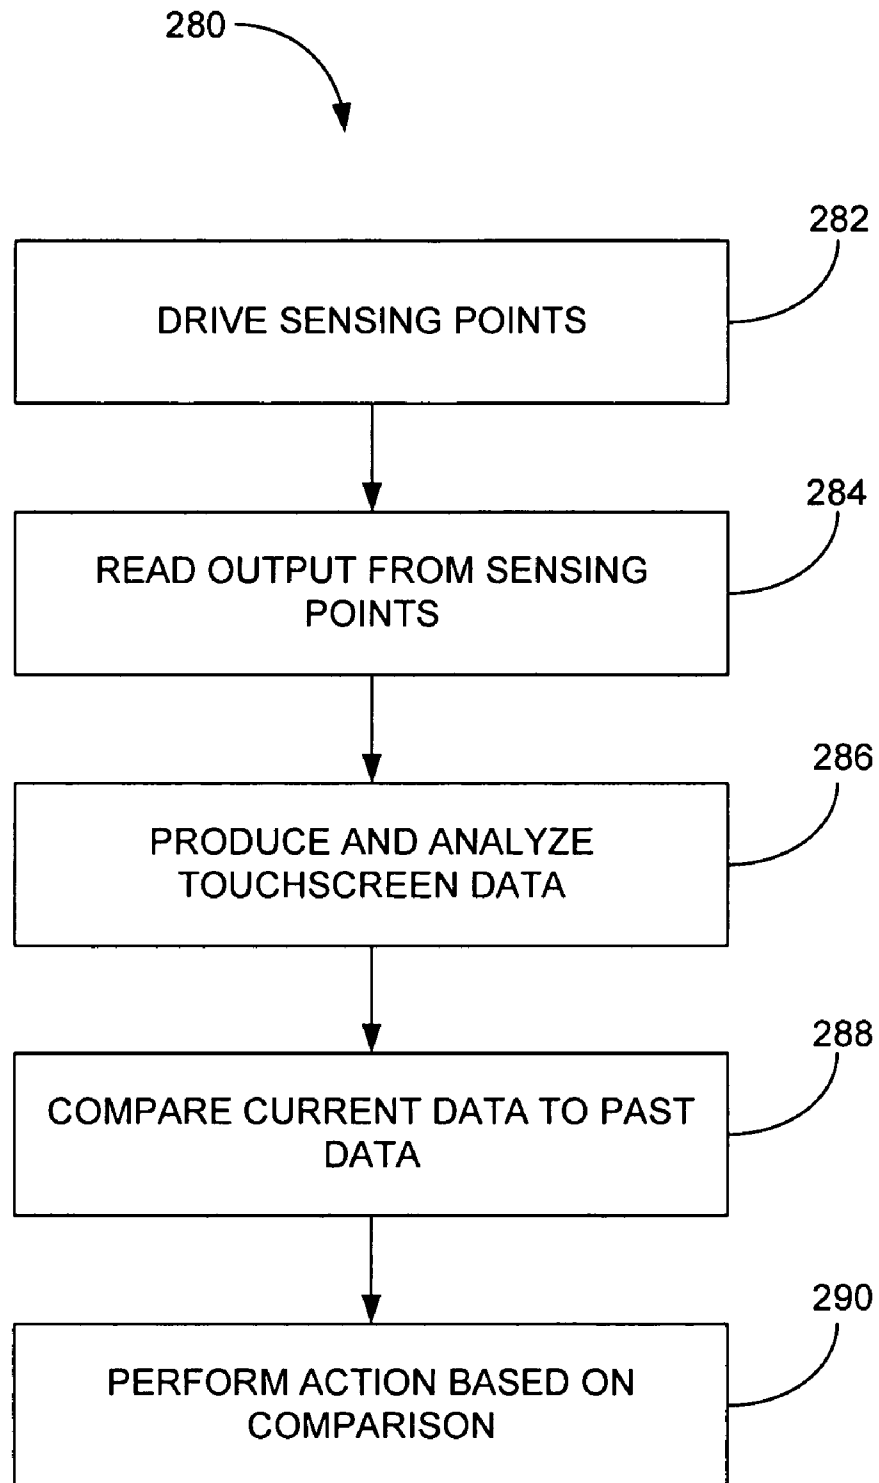 280
282
DRIVE SENSING POINTS
284
READ OUTPUT FROM SENSING
POINTS
286
PRODUCE AND ANALYZE
TOUCHSCREEN DATA
288
COMPARE CURRENT DATA TO PAST
DATA
290
PERFORM ACTION BASED ON
COMPARISON